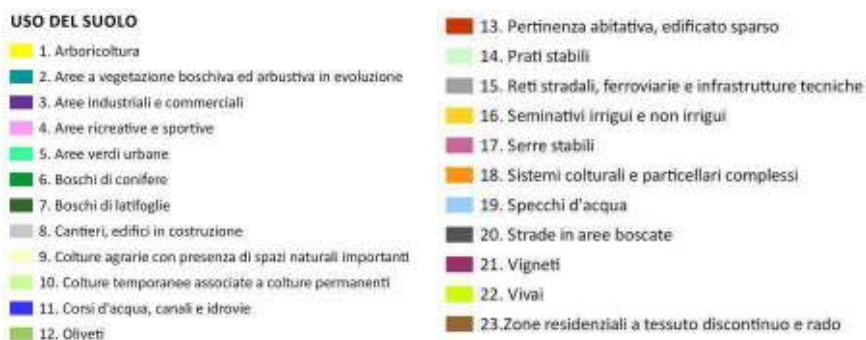 USO DEL SUOLO
1. Arboricoltura
2. Aree a vegetazione boschiva ed arbustiva in evoluzione
3. Aree industriali e commerciali
4. Aree ricreative e sportive
5. Aree verdi urbane
6. Boschi di conifere
7. Boschi di latifoglie
8. Cantieri, edifici in costruzione
9. Colture agrarie con presenza di spazi naturali importanti
10. Colture temporanee associate a colture permanenti
11. Corsi d'acqua, canali e idrovie
12. Oliveti
13. Pertinenza abitativa, edificato sparso
14. Prati stabili
15. Reti stradali, ferroviarie e infrastrutture tecniche
16. Seminativi irrigui e non irrigui
17. Serre stabili
18. Sistemi colturali e particellari complessi
19. Specchi d'acqua
20. Strade in aree boscate
21. Vigneti
22. Vivai
23.Zone residenziali a tessuto discontinuo e rado